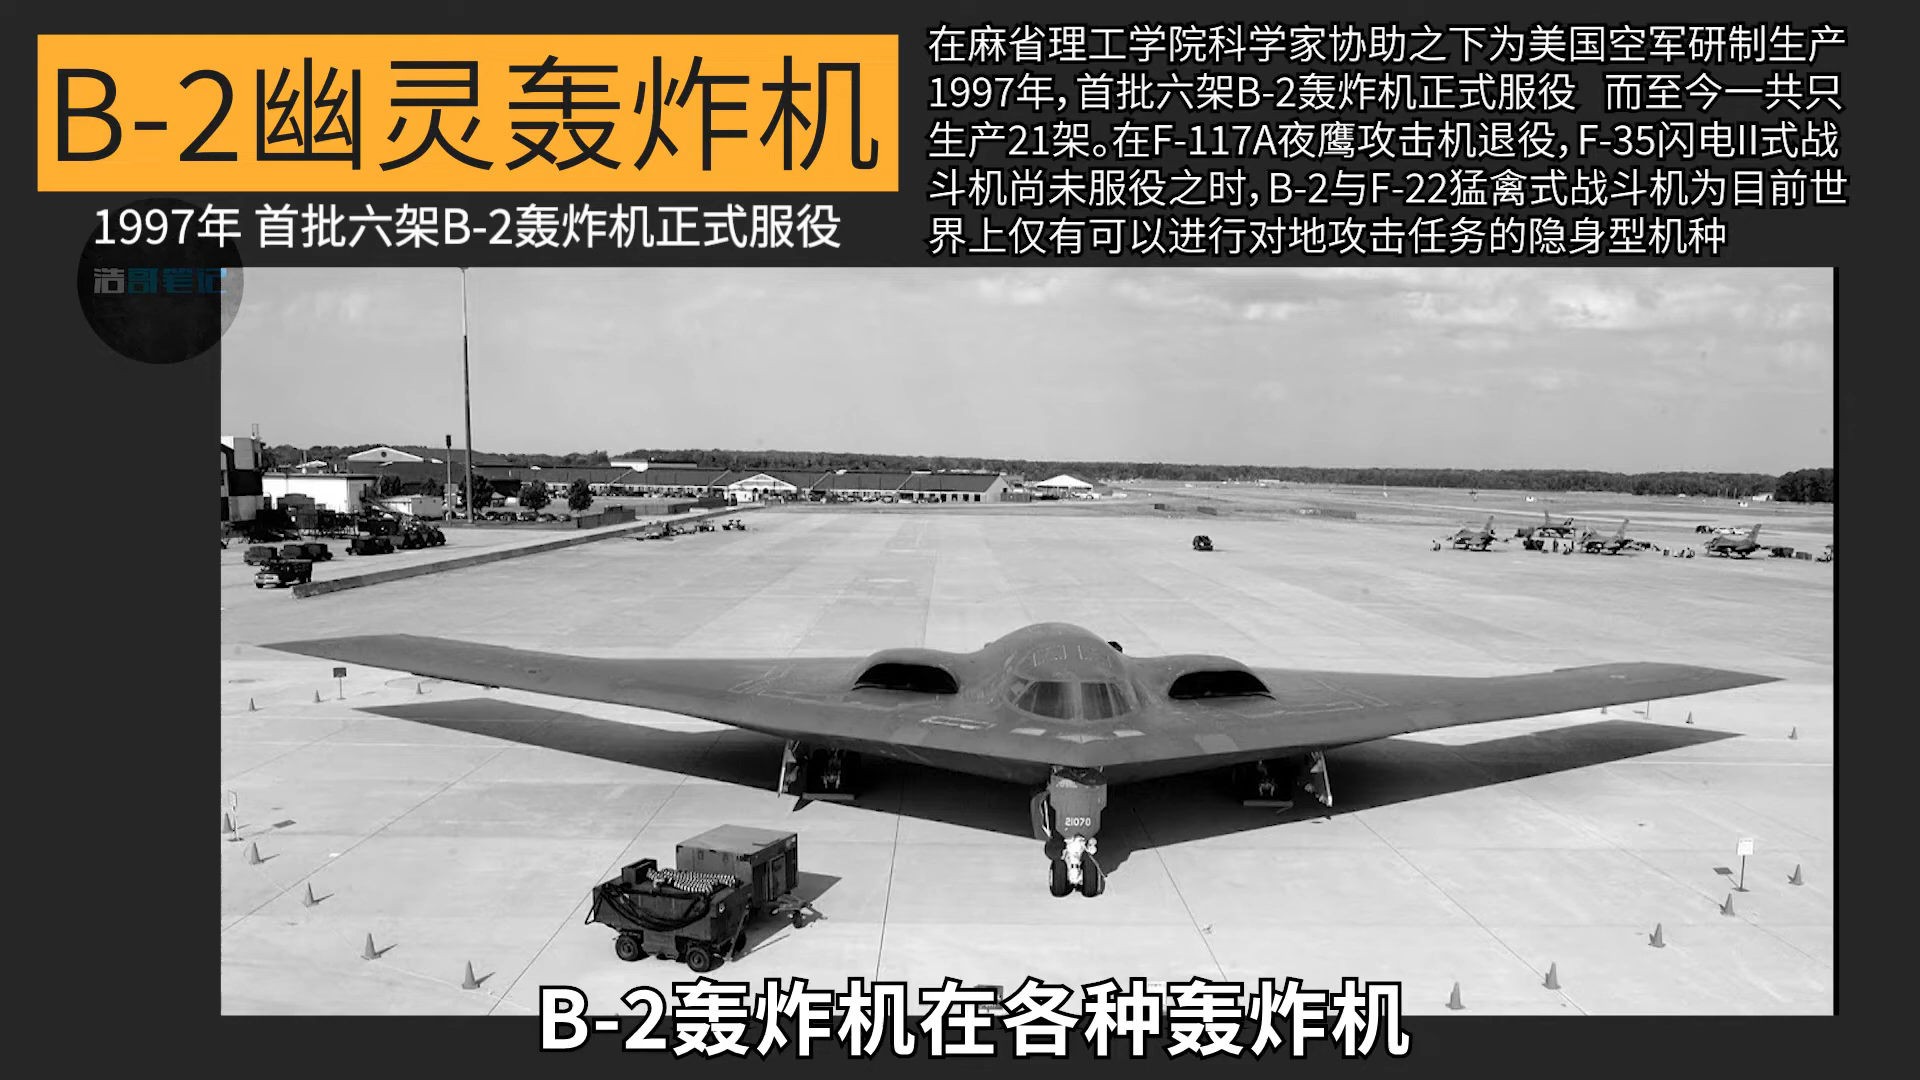 B-2幽灵轰炸机
1997年 首批六架B-2轰炸机正式服役
在麻省理工学院科学家协助之下为美国空军研制生产
1997年，首批六架B-2轰炸机正式服役 而至今一共只
生产21架。在F-117A夜鹰攻击机退役，F-35闪电II式战
斗机尚未服役之时，B-2与F-22猛禽式战斗机为目前世
界上仅有可以进行对地攻击任务的隐身型机种
浩哥笔记
21070
B-2轰炸机在各种轰炸机